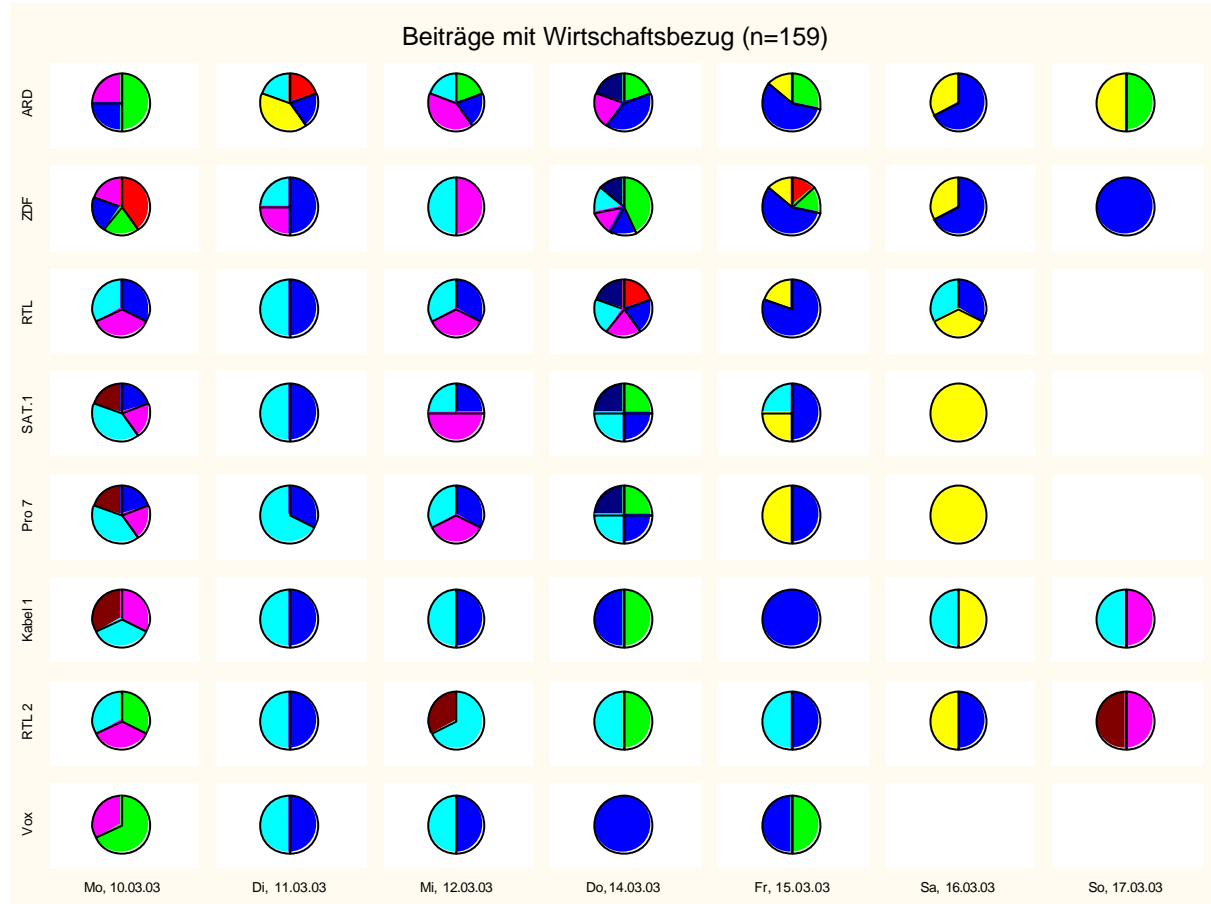 Beiträge mit Wirtschaftsbezug (n=159)
ARD
ZDF
RTL
SAT.1
Pro 7
Kabel 1
RTL 2
Vox
Mo, 10.03.03 Di, 11.03.03 Mi, 12.03.03 Do,14.03.03 Fr, 15.03.03 Sa, 16.03.03 So, 17.03.03